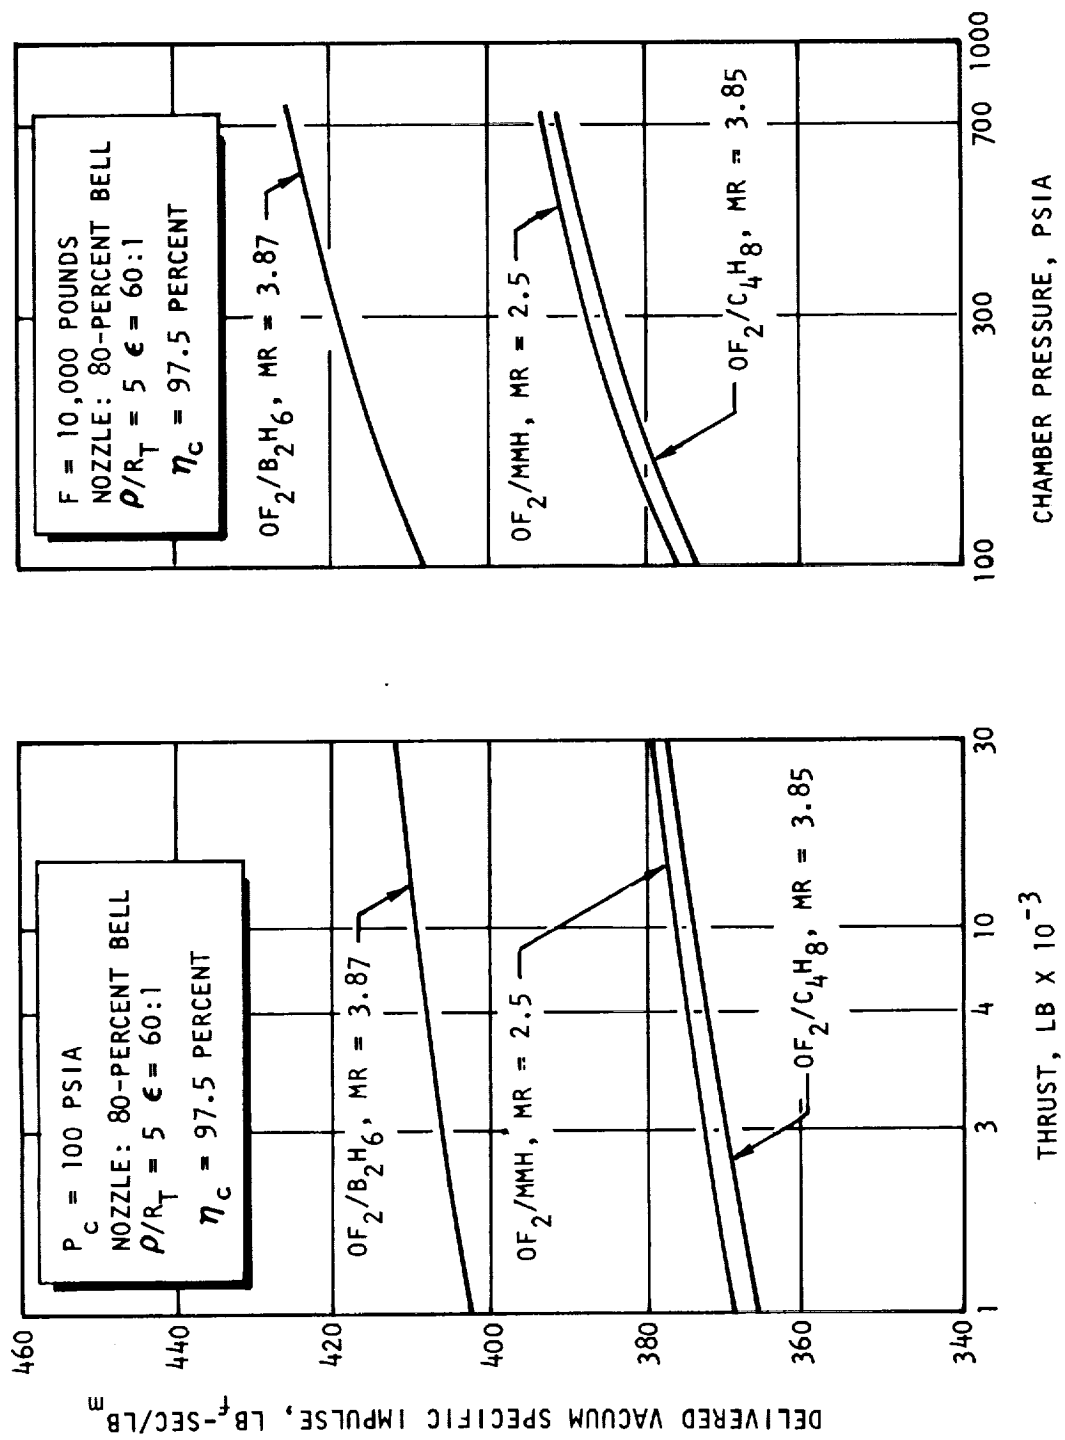 DELIVERED VACUUM SPECIFIC IMPULSE, LBf-SEC/LBm
460
440
420
400
380
360
340
Pc = 100 PSIA
NOZZLE: 80-PERCENT BELL
ρ/RT = 5 ϵ = 60:1
ηc = 97.5 PERCENT
OF2/B2H6, MR = 3.87
OF2/MMH, MR = 2.5
OF2/C4H8, MR = 3.85
1
3
4
10
30
THRUST, LB X 10-3
F = 10,000 POUNDS
NOZZLE: 80-PERCENT BELL
ρ/RT = 5 ϵ = 60:1
ηc = 97.5 PERCENT
OF2/B2H6, MR = 3.87
OF2/MMH, MR = 2.5
OF2/C4H8, MR = 3.85
100
300
700
1000
CHAMBER PRESSURE, PSIA